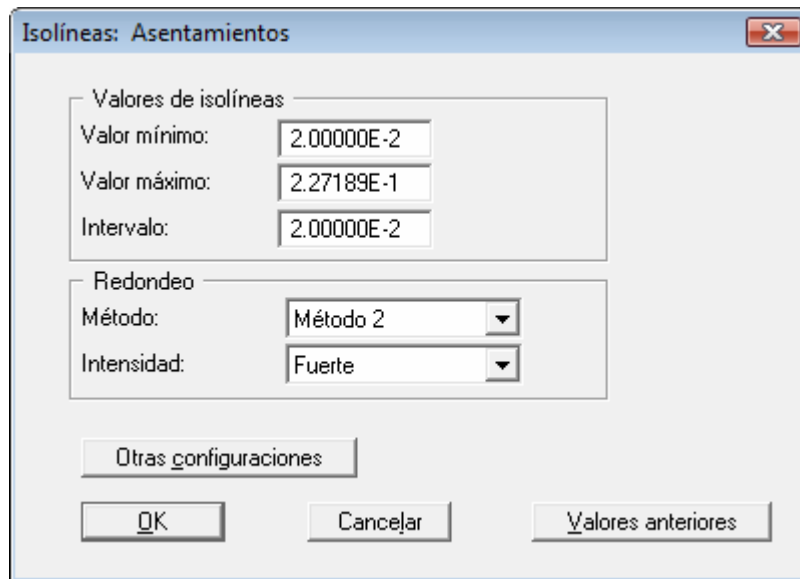 Isolíneas: Asentamientos
Valores de isolíneas
Valor mínimo: 2.00000E-2
Valor máximo: 2.27189E-1
Intervalo: 2.00000E-2
Redondeo
Método: Método 2
Intensidad: Fuerte
Otras configuraciones
OK Cancelar Valores anteriores